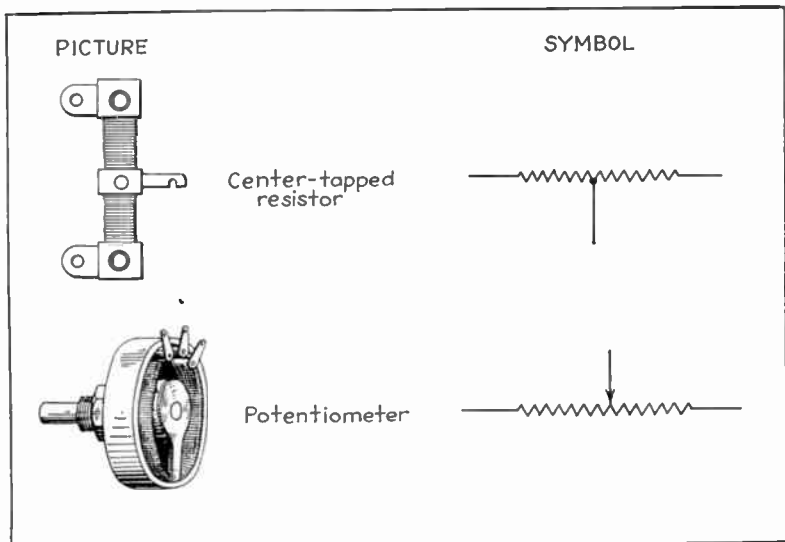 PICTURE
SYMBOL
Center-tapped
resistor
Potentiometer